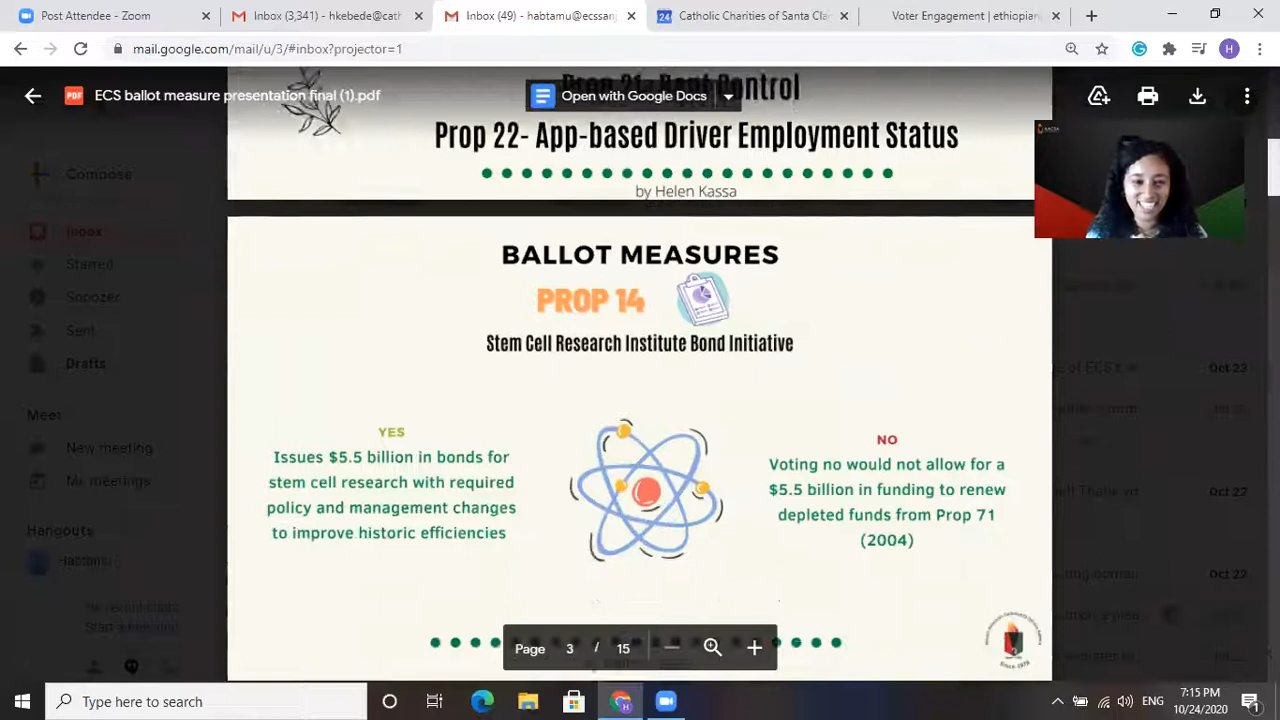 Post Attendee - Zoom
Inbox (3,341) - hkebede@cat
Inbox (49) - habtamu@ecssan
Catholic Charities of Santa Cla
Voter Engagement | ethiopian
mail.google.com/mail/u/3/#inbox?projector=1
H
PDF
ECS ballot measure presentation final (1).pdf
Open with Google Docs
Control
Prop 22- App-based Driver Employment Status
by Helen Kassa
Compose
Inbox
Starred
Snoozed
Sent
Drafts
Meet
New meeting
My meetings
Hangouts
BALLOT MEASURES
PROP 14
Stem Cell Research Institute Bond Initiative
YES
Issues $5.5 billion in bonds for
stem cell research with required
policy and management changes
to improve historic efficiencies
NO
Voting no would not allow for a
$5.5 billion in funding to renew
depleted funds from Prop 71
(2004)
Oct 23
Oct 22
Oct 22
Since 1978
Page 3 / 15
Type here to search
ENG
7:15 PM
10/24/2020